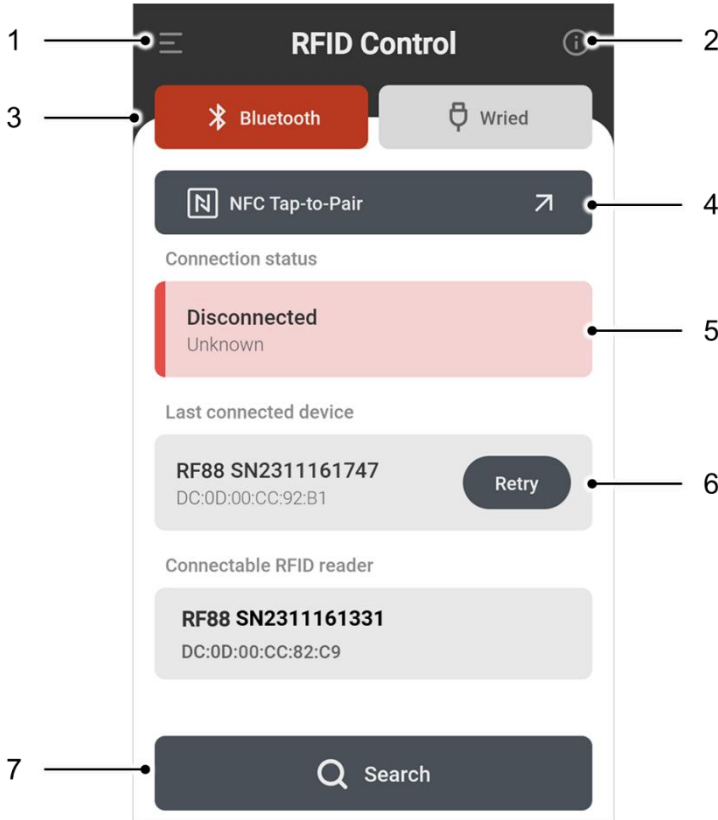 1
RFID Control
2
3
Bluetooth
Wried
NFC Tap-to-Pair
4
Connection status
Disconnected
Unknown
5
Last connected device
RF88 SN2311161747
DC:0D:00:CC:92:B1
Retry
6
Connectable RFID reader
RF88 SN2311161331
DC:0D:00:CC:82:C9
7
Search